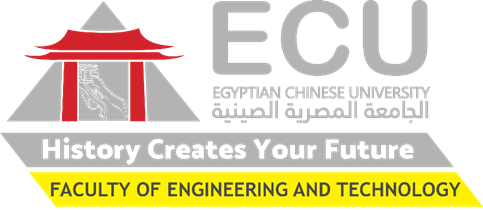 ECU
EGYPTIAN CHINESE UNIVERSITY
الجامعة المصرية الصينية
History Creates Your Future
FACULTY OF ENGINEERING AND TECHNOLOGY